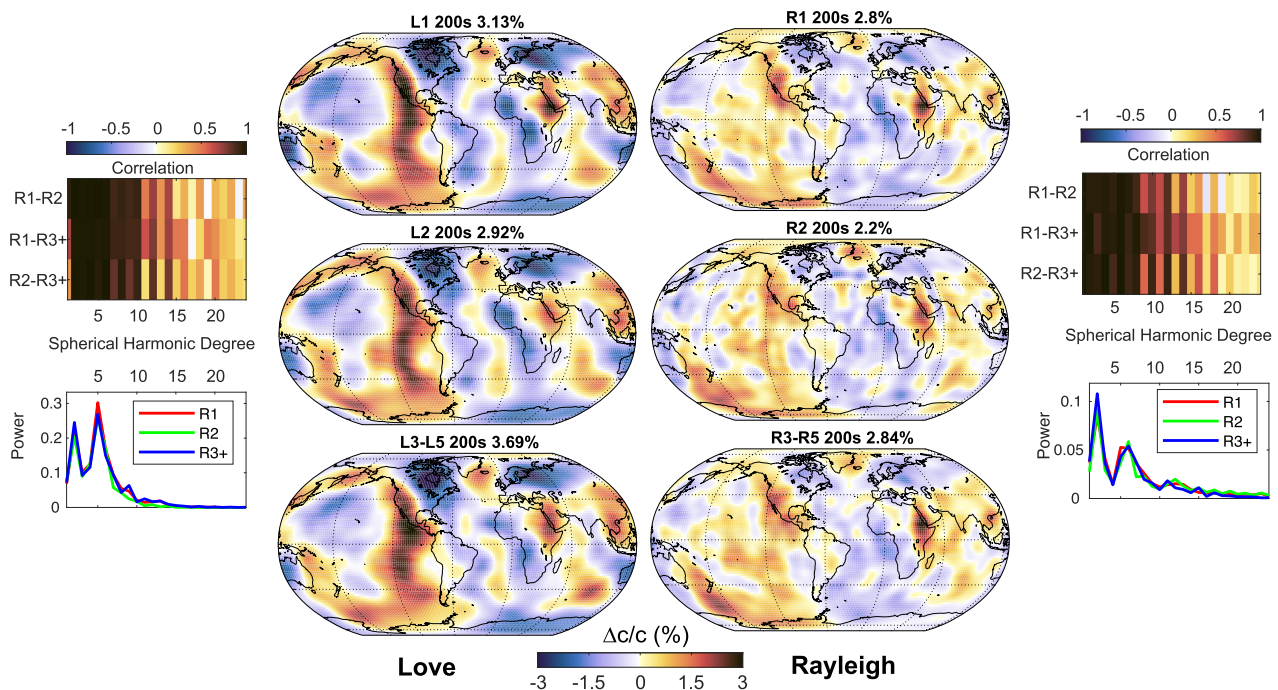 L1 200s 3.13%
R1 200s 2.8%
-1 -0.5 0 0.5 1
Correlation
R1-R2
R1-R3+
R2-R3+
5 10 15 20
Spherical Harmonic Degree
5 10 15 20
0.3
0.2
0.1
0
Power
R1
R2
R3+
L2 200s 2.92%
R2 200s 2.2%
L3-L5 200s 3.69%
R3-R5 200s 2.84%
-1 -0.5 0 0.5 1
Correlation
R1-R2
R1-R3+
R2-R3+
5 10 15 20
Spherical Harmonic Degree
5 10 15 20
0.1
0.05
0
Power
R1
R2
R3+
Δc/c (%)
Love
Rayleigh
-3 -1.5 0 1.5 3